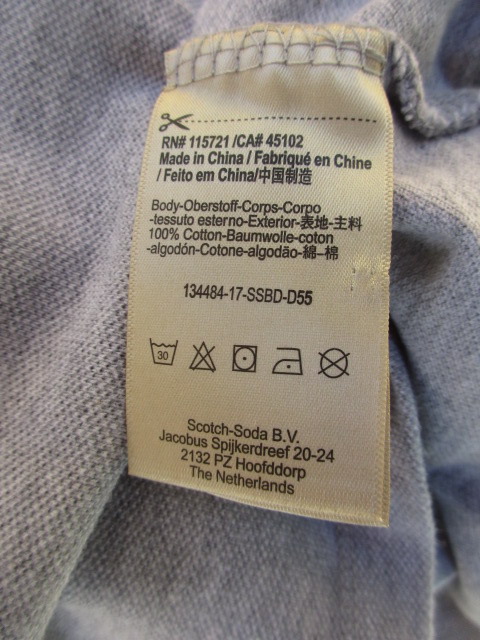 RN# 115721 /CA# 45102
Made in China / Fabriqué en Chine
/ Feito em China/中国制造
Body-Oberstoff-Corps-Corpo
-tessuto esterno-Exterior-表地-主料
100% Cotton-Baumwolle-coton
-algodón-Cotone-algodão-綿-棉
134484-17-SSBD-D55
30
Scotch-Soda B.V.
Jacobus Spijkerdreef 20-24
2132 PZ Hoofddorp
The Netherlands